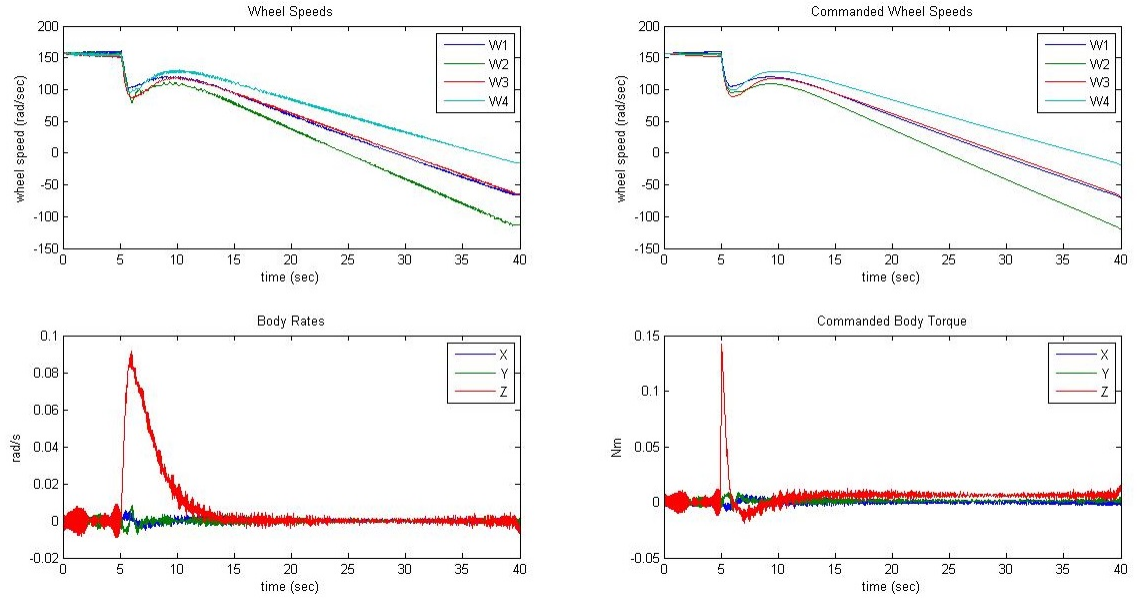 Wheel Speeds
wheel speed (rad/sec)
200
150
100
50
0
-50
-100
-150
W1
W2
W3
W4
0 5 10 15 20 25 30 35 40
time (sec)
Commanded Wheel Speeds
wheel speed (rad/sec)
200
150
100
50
0
-50
-100
-150
W1
W2
W3
W4
0 5 10 15 20 25 30 35 40
time (sec)
Body Rates
rad/s
0.1
0.08
0.06
0.04
0.02
0
-0.02
X
Y
Z
0 5 10 15 20 25 30 35 40
time (sec)
Commanded Body Torque
Nm
0.15
0.1
0.05
0
-0.05
X
Y
Z
0 5 10 15 20 25 30 35 40
time (sec)